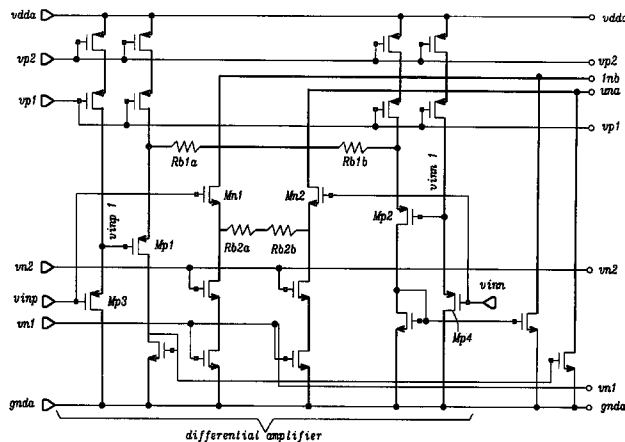 vdda
vdda
vp2
vp2
inb
una
vp1
vp1
Rb1a
Rb1b
vinn 1
Mn1
Mn2
Mp2
vinp 1
Mp1
Rb2a
Rb2b
vn2
vn2
vinp
Mp3
vinn
vn1
Mp4
vn1
gnda
gnda
differential amplifier